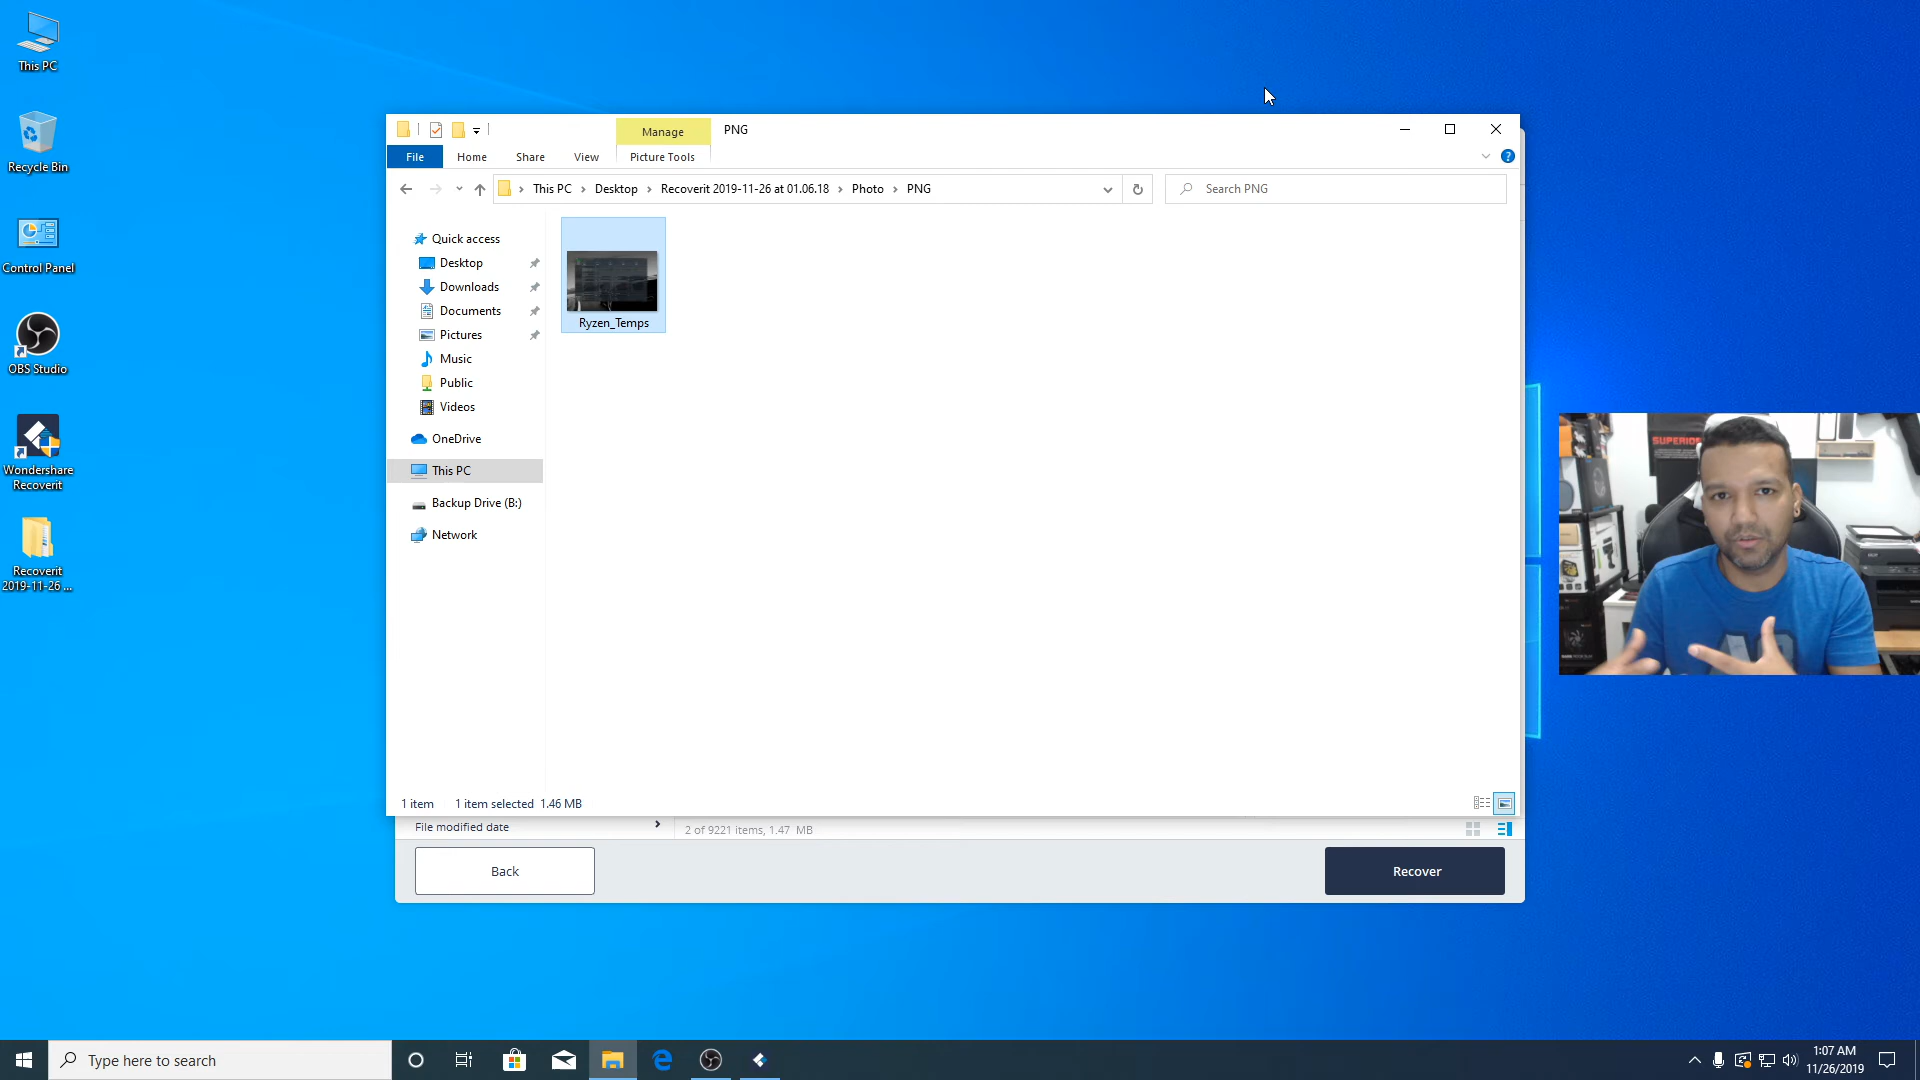 This PC
Recycle Bin
Control Panel
OBS Studio
Wondershare
Recoverit
Recoverit
2019-11-26 ...
Manage
PNG
File
Home
Share
View
Picture Tools
This PC
Desktop
Recoverit 2019-11-26 at 01.06.18
Photo
PNG
Search PNG
Quick access
Desktop
Downloads
Documents
Pictures
Music
Public
Videos
OneDrive
This PC
Backup Drive (B:)
Network
Ryzen_Temps
1 item
1 item selected 1.46 MB
File modified date
2 of 9221 items, 1.47 MB
Back
Recover
SUPERIOR
Type here to search
1:07 AM
11/26/2019